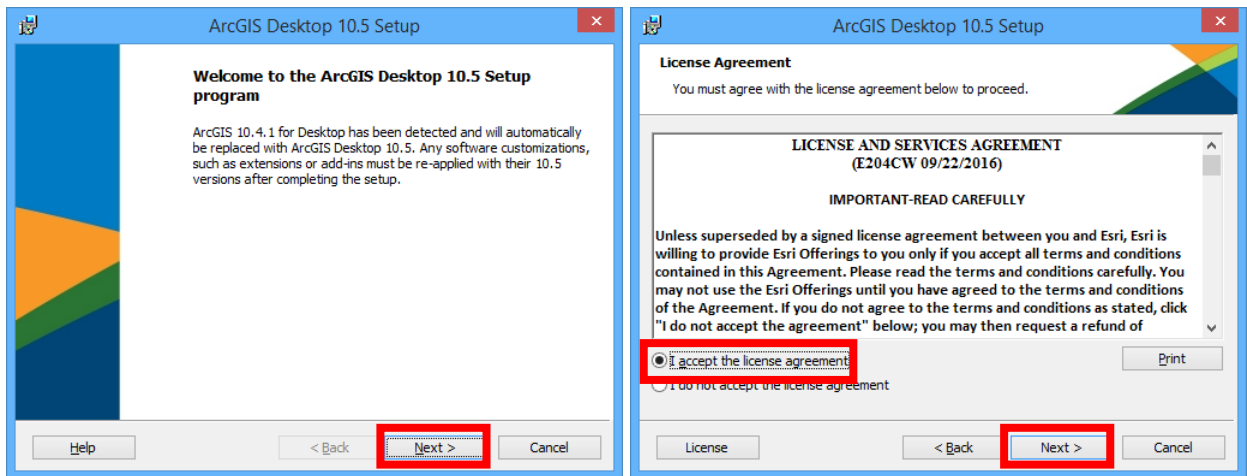 ArcGIS Desktop 10.5 Setup
Welcome to the ArcGIS Desktop 10.5 Setup
program
ArcGIS 10.4.1 for Desktop has been detected and will automatically
be replaced with ArcGIS Desktop 10.5. Any software customizations,
such as extensions or add-ins must be re-applied with their 10.5
versions after completing the setup.
Help
< Back
Next >
Cancel
ArcGIS Desktop 10.5 Setup
License Agreement
You must agree with the license agreement below to proceed.
LICENSE AND SERVICES AGREEMENT
(E204CW 09/22/2016)
IMPORTANT-READ CAREFULLY
Unless superseded by a signed license agreement between you and Esri, Esri is
willing to provide Esri Offerings to you only if you accept all terms and conditions
contained in this Agreement. Please read the terms and conditions carefully. You
may not use the Esri Offerings until you have agreed to the terms and conditions
of the Agreement. If you do not agree to the terms and conditions as stated, click
"I do not accept the agreement" below; you may then request a refund of
I accept the license agreement
Print
I do not accept the license agreement
License
< Back
Next >
Cancel